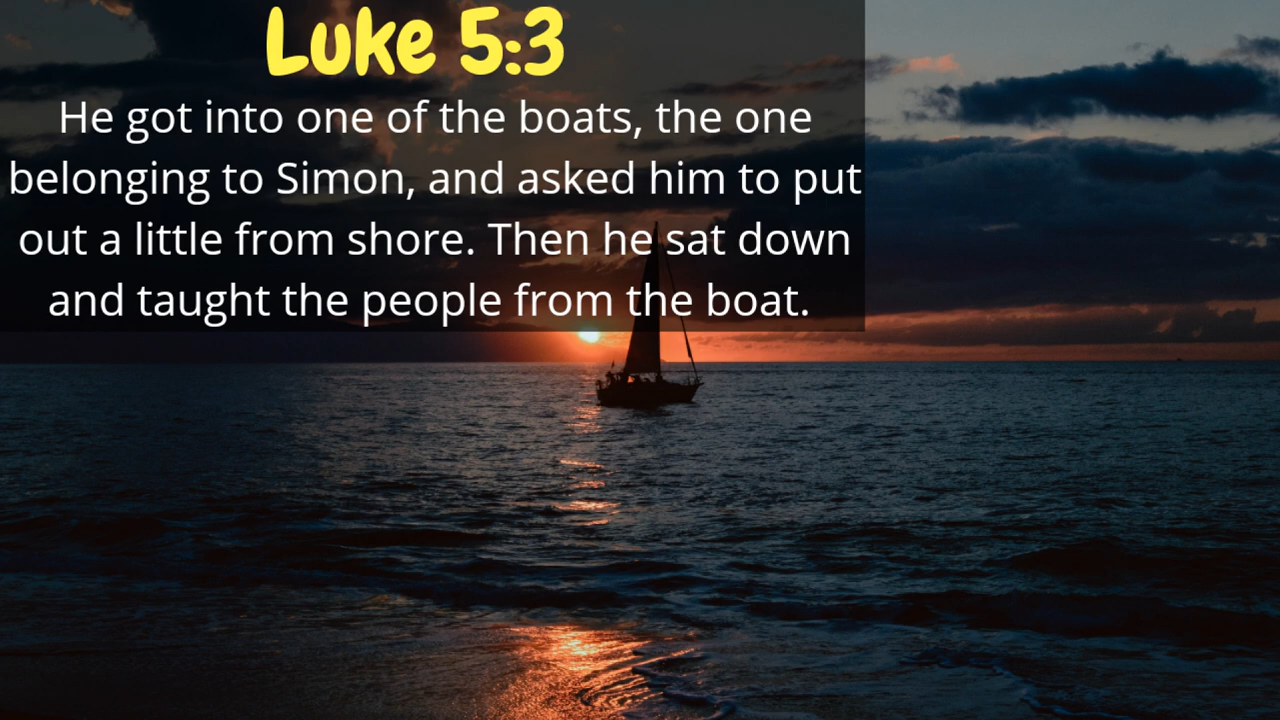 Luke 5:3
He got into one of the boats, the one
belonging to Simon, and asked him to put
out a little from shore. Then he sat down
and taught the people from the boat.